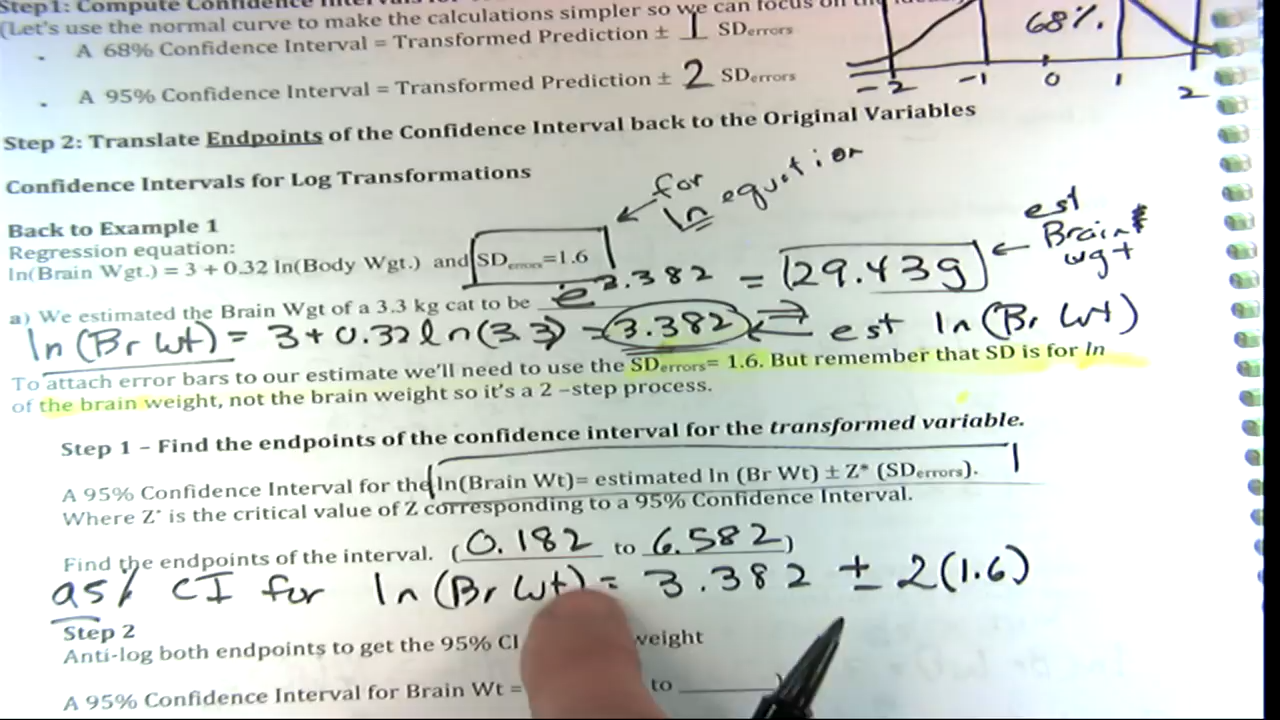 Step1: Compute Confidence Intervals for
(Let's use the normal curve to make the calculations simpler so we can focus on the
• A 68% Confidence Interval = Transformed Prediction ± 1 SDerrors
68%
• A 95% Confidence Interval = Transformed Prediction ± 2 SDerrors
-2 -1 0 1 2
Step 2: Translate Endpoints of the Confidence Interval back to the Original Variables
Confidence Intervals for Log Transformations
for
ln equation
Back to Example 1
Regression equation:
ln(Brain Wgt.) = 3 + 0.32 ln(Body Wgt.) and SDerrors=1.6
est
Brain
wgt
a) We estimated the Brain Wgt of a 3.3 kg cat to be e^3.382 = 29.43g
ln(Br Wt) = 3+0.32ln(3.3) = 3.382 est ln(Br Wt)
To attach error bars to our estimate we'll need to use the SDerrors= 1.6. But remember that SD is for ln
of the brain weight, not the brain weight so it's a 2 –step process.
Step 1 – Find the endpoints of the confidence interval for the transformed variable.
A 95% Confidence Interval for the ln(Brain Wt)= estimated ln (Br Wt) ± Z* (SDerrors).
Where Z* is the critical value of Z corresponding to a 95% Confidence Interval.
Find the endpoints of the interval. (0.182 to 6.582)
95% CI for ln(Br Wt) = 3.382 ± 2(1.6)
Step 2
Anti-log both endpoints to get the 95% CI weight
A 95% Confidence Interval for Brain Wt = to ______)